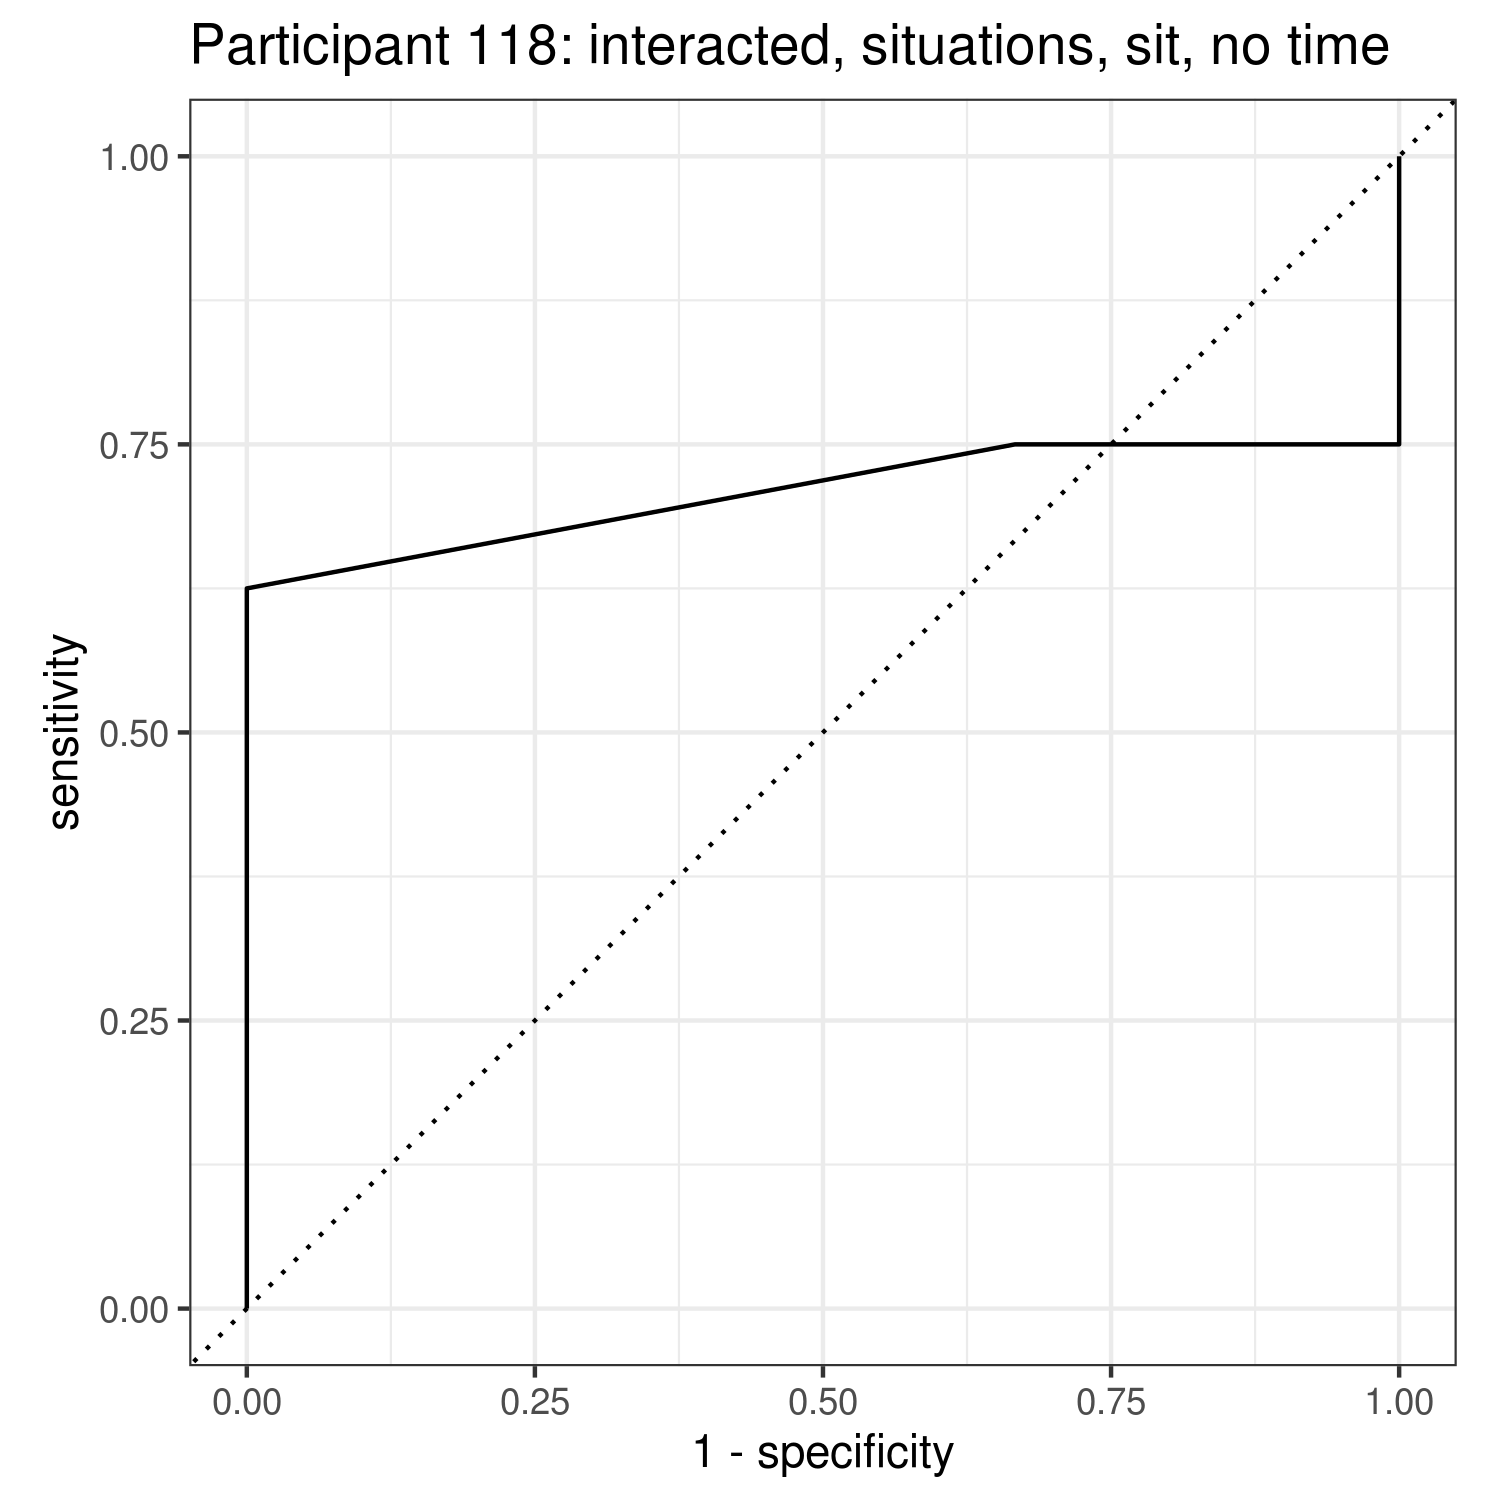 Participant 118: interacted, situations, sit, no time
1.00
0.75
0.50
0.25
0.00
sensitivity
0.00 0.25 0.50 0.75 1.00
1 - specificity